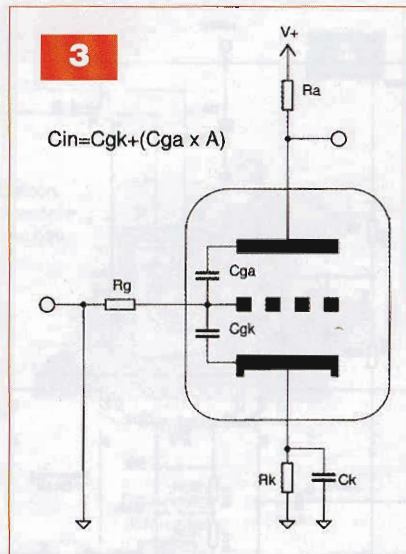 3
V+
Ra
Cin=Cgk+(Cga x A)
Cga
Rg
Cgk
Rk
Ck